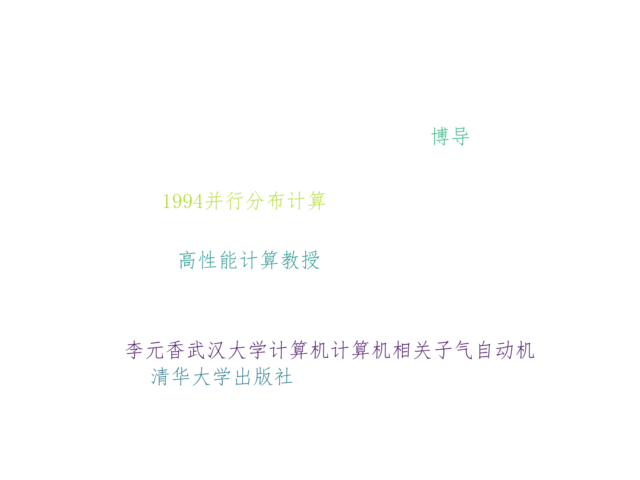 博导
1994并行分布计算
高性能计算教授
李元香武汉大学计算机计算机相关子气自动机
清华大学出版社